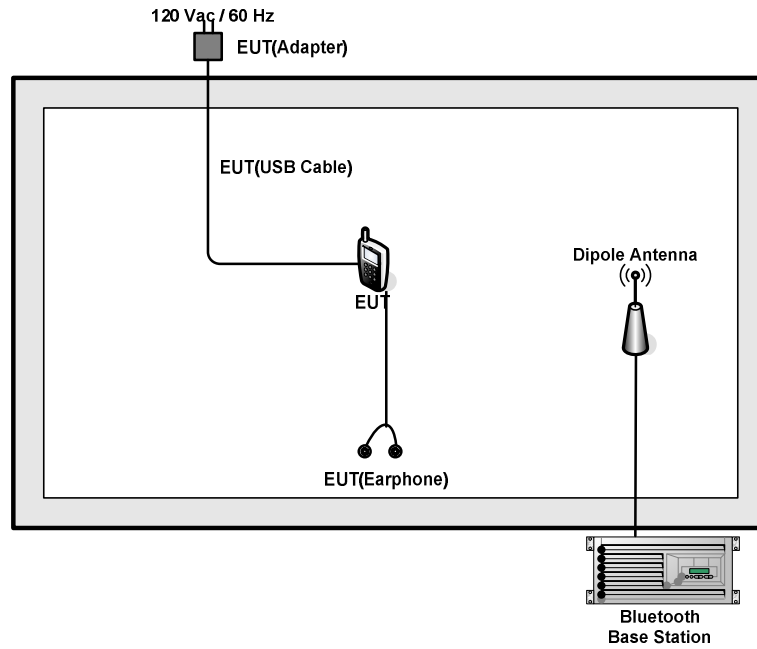 120 Vac / 60 Hz
EUT(Adapter)
EUT(USB Cable)
Dipole Antenna
EUT
EUT(Earphone)
Bluetooth
Base Station